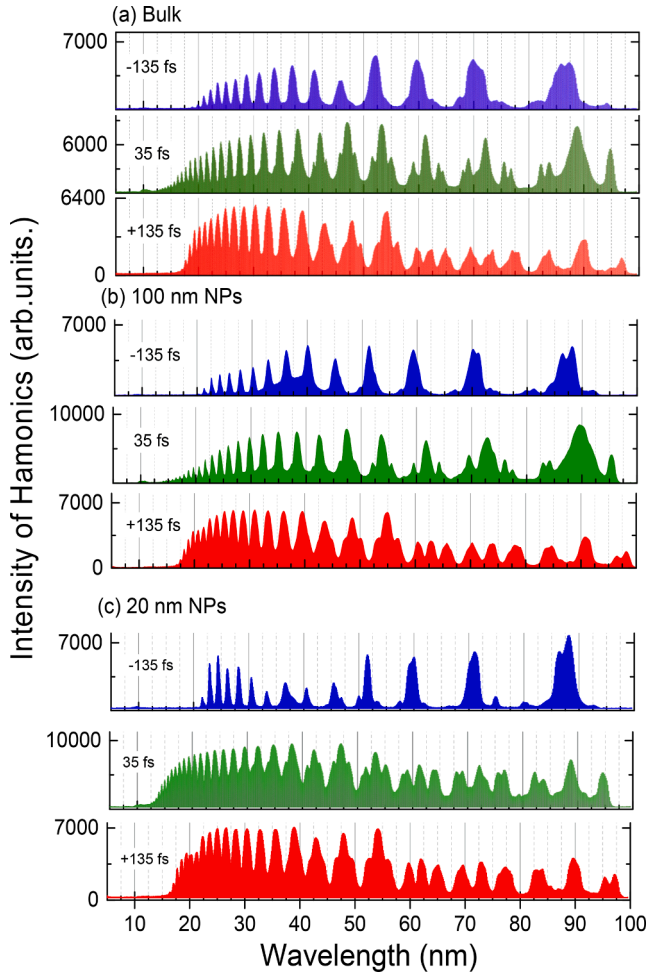 (a) Bulk
7000
-135 fs
6000
35 fs
6400
+135 fs
0
(b) 100 nm NPs
7000
-135 fs
10000
35 fs
0
7000
+135 fs
0
(c) 20 nm NPs
7000
-135 fs
10000
35 fs
7000
+135 fs
0
10 20 30 40 50 60 70 80 90 100
Wavelength (nm)
Intensity of Hamonics (arb.units.)